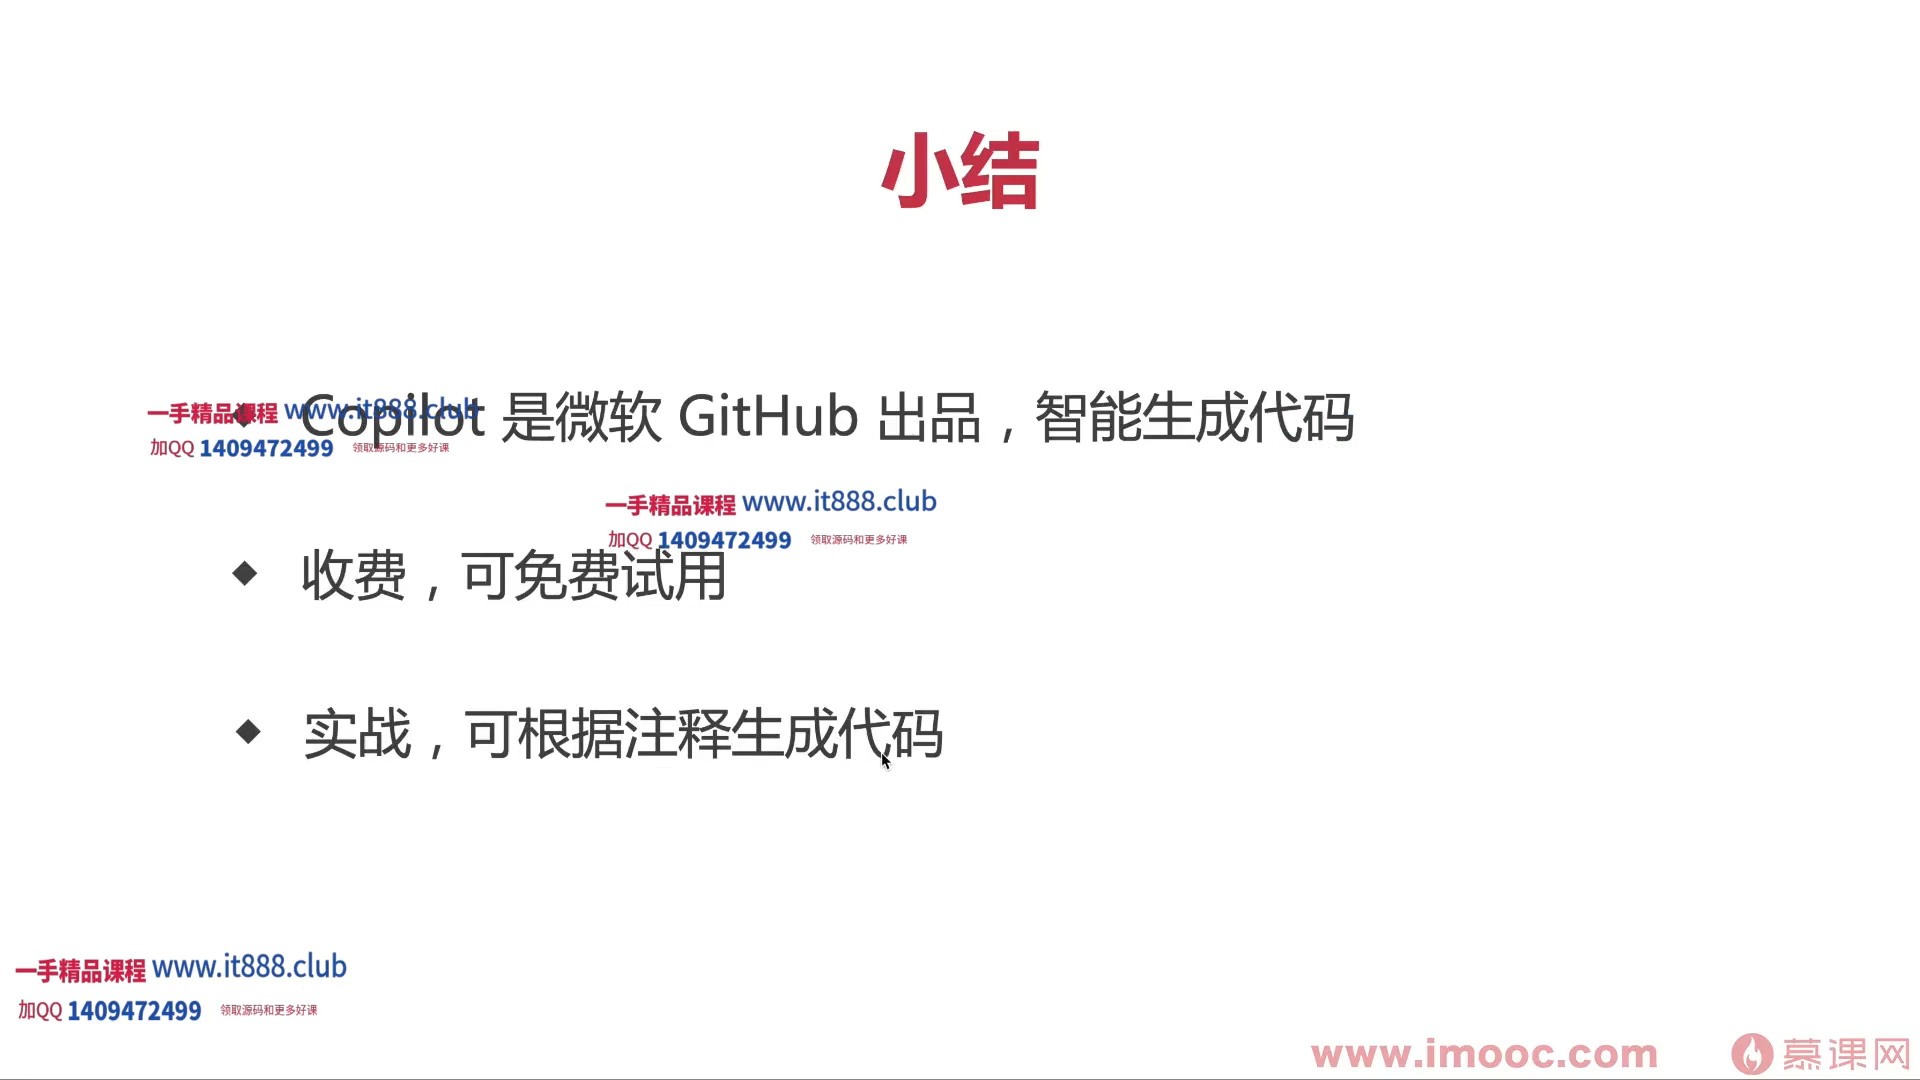 小结
Copilot 是微软 GitHub 出品，智能生成代码
一手精品课程 www.it888.club
加QQ 1409472499 领取源码和更多好课
一手精品课程 www.it888.club
加QQ 1409472499 领取源码和更多好课
收费，可免费试用
实战，可根据注释生成代码
一手精品课程 www.it888.club
加QQ 1409472499 领取源码和更多好课
www.imooc.com 慕课网